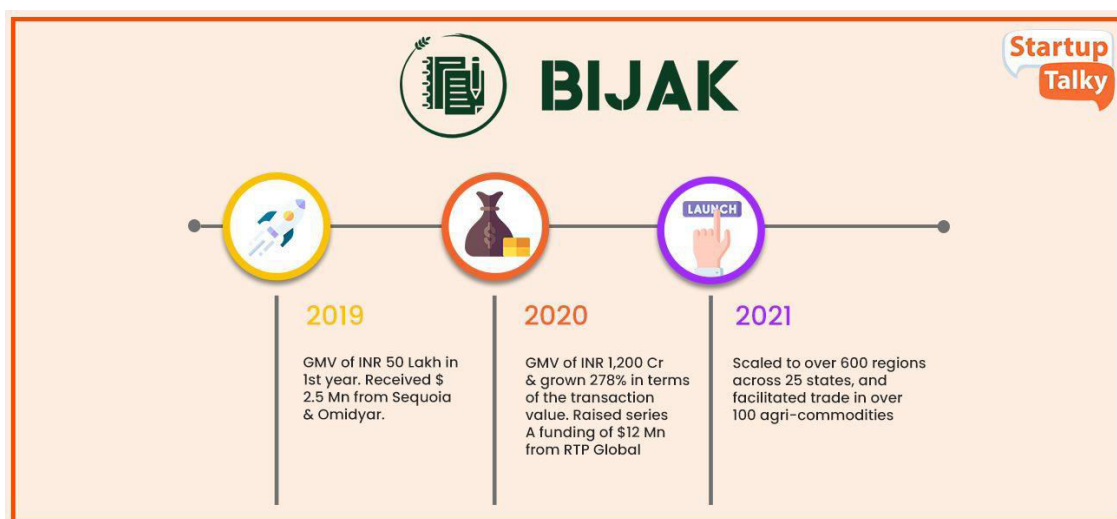 BIJAK
Startup
Talky
LAUNCH
2019
GMV of INR 50 Lakh in
1st year. Received $
2.5 Mn from Sequoia
& Omidyar.
2020
GMV of INR 1,200 Cr
& grown 278% in terms
of the transaction
value. Raised series
A funding of $12 Mn
from RTP Global
2021
Scaled to over 600 regions
across 25 states, and
facilitated trade in over
100 agri-commodities